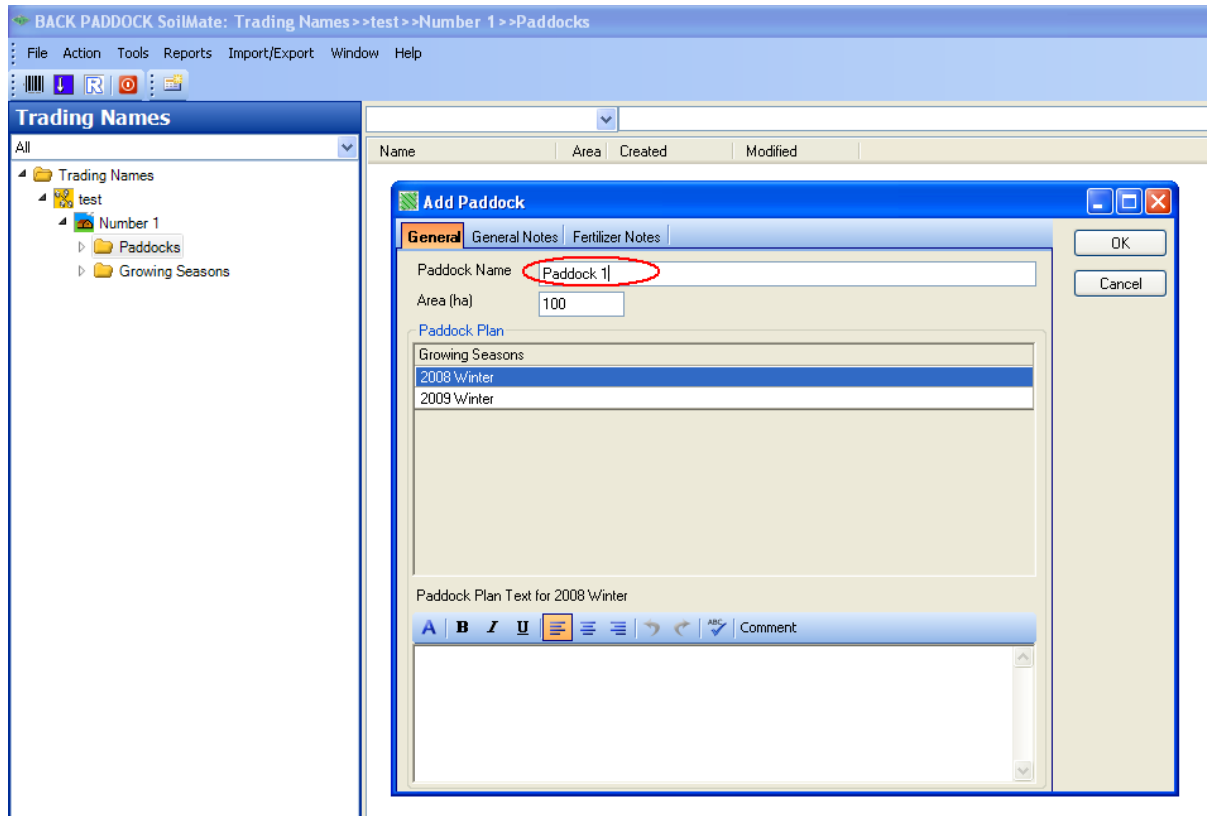 BACK PADDOCK SoilMate: Trading Names>>test>>Number 1>>Paddocks
File Action Tools Reports Import/Export Window Help
R
Trading Names
All
Name Area Created Modified
Trading Names
test
Number 1
Paddocks
Growing Seasons
Add Paddock
General General Notes Fertilizer Notes
OK
Paddock Name Paddock 1
Cancel
Area (ha) 100
Paddock Plan
Growing Seasons
2008 Winter
2009 Winter
Paddock Plan Text for 2008 Winter
A B I U ABC Comment